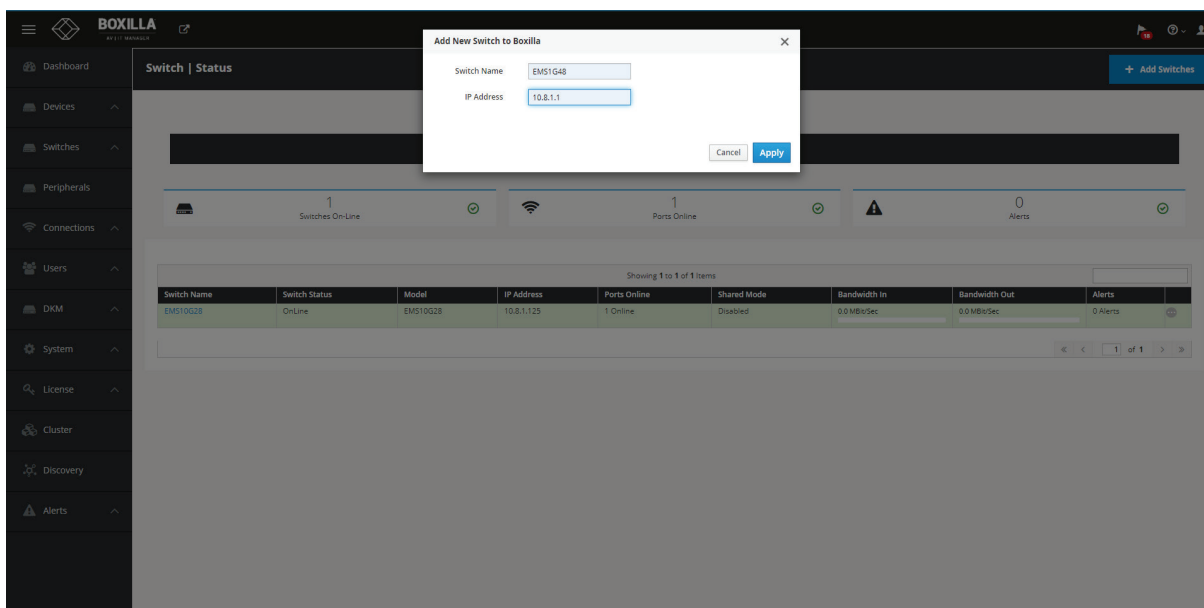 BOXILLA
Add New Switch to Boxilla
18
Dashboard
Switch | Status
Switch Name
EMS1G48
+ Add Switches
IP Address
10.8.1.1
Devices
Switches
Cancel
Apply
Peripherals
1
Switches On-Line
1
Ports Online
0
Alerts
Connections
Users
Showing 1 to 1 of 1 Items
Switch Name Switch Status Model IP Address Ports Online Shared Mode Bandwidth In Bandwidth Out Alerts
EMS10G28 OnLine EMS10G28 10.8.1.125 1 Online Disabled 0.0 MBit/Sec 0.0 MBit/Sec 0 Alerts
DKM
System
1 of 1
License
Cluster
Discovery
Alerts